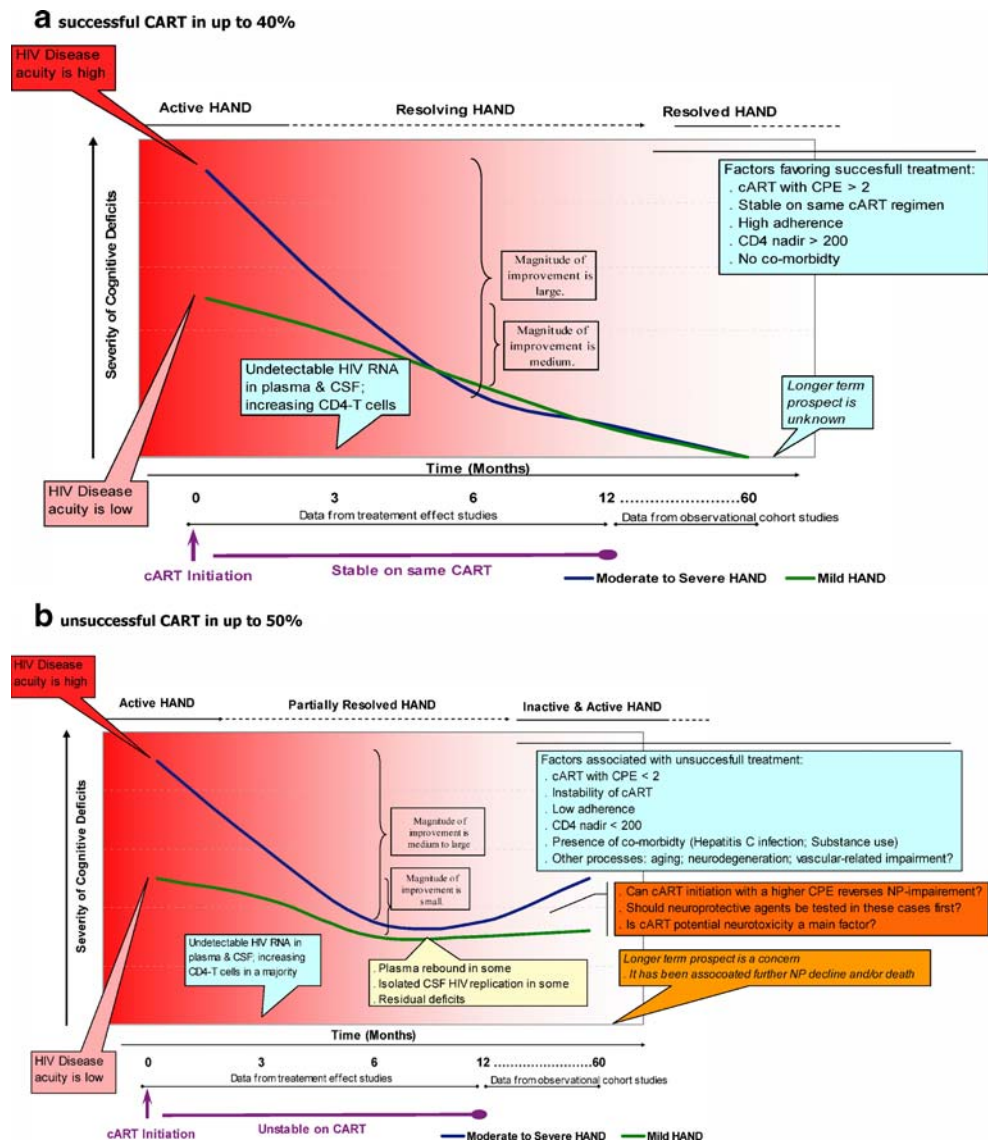 a successful CART in up to 40%
HIV Disease
acuity is high
Active HAND
Resolving HAND
Resolved HAND
Severity of Cognitive Deficits
Factors favoring succesfull treatment:
. cART with CPE > 2
. Stable on same cART regimen
. High adherence
. CD4 nadir > 200
. No co-morbidty
Magnitude of
improvement is
large.
Magnitude of
improvement is
medium.
Undetectable HIV RNA
in plasma & CSF;
increasing CD4-T cells
Longer term
prospect is
unknown
HIV Disease
acuity is low
Time (Months)
0 3 6 12 ........................ 60
Data from treatement effect studies
Data from observational cohort studies
cART Initiation
Stable on same CART
Moderate to Severe HAND
Mild HAND
b unsuccessful CART in up to 50%
HIV Disease
acuity is high
Active HAND
Partially Resolved HAND
Inactive & Active HAND
Severity of Cognitive Deficits
Factors associated with unsuccesfull treatment:
. cART with CPE < 2
. Instability of cART
. Low adherence
. CD4 nadir < 200
. Presence of co-morbidity (Hepatitis C infection; Substance use)
. Other processes: aging; neurodegeneration; vascular-related impairment?
Magnitude of
improvement is
medium to large
Magnitude of
improvement is
small.
. Can cART initiation with a higher CPE reverses NP-impairement?
. Should neuroprotective agents be tested in these cases first?
. Is cART potential neurotoxicity a main factor?
Undetectable HIV RNA in
plasma & CSF; increasing
CD4-T cells in a majority
. Plasma rebound in some
. Isolated CSF HIV replication in some
. Residual deficits
Longer term prospect is a concern
. It has been assocoated further NP decline and/or death
HIV Disease
acuity is low
Time (Months)
0 3 6 12 ........................ 60
Data from treatement effect studies
Data from observational cohort studies
cART Initiation
Unstable on CART
Moderate to Severe HAND
Mild HAND